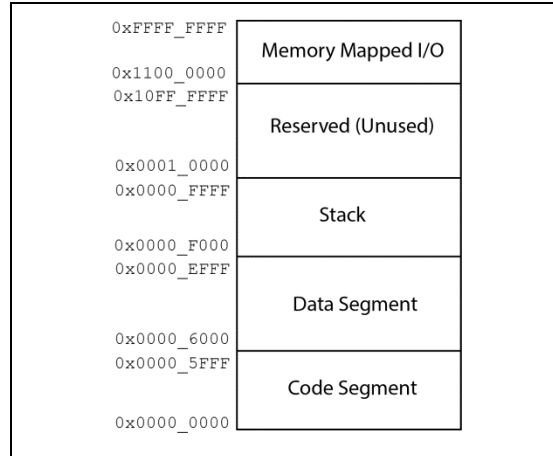 0xFFFF_FFFF
Memory Mapped I/O
0x1100_0000
0x10FF_FFFF
Reserved (Unused)
0x0001_0000
0x0000_FFFF
Stack
0x0000_F000
0x0000_EFFF
Data Segment
0x0000_6000
0x0000_5FFF
Code Segment
0x0000_0000